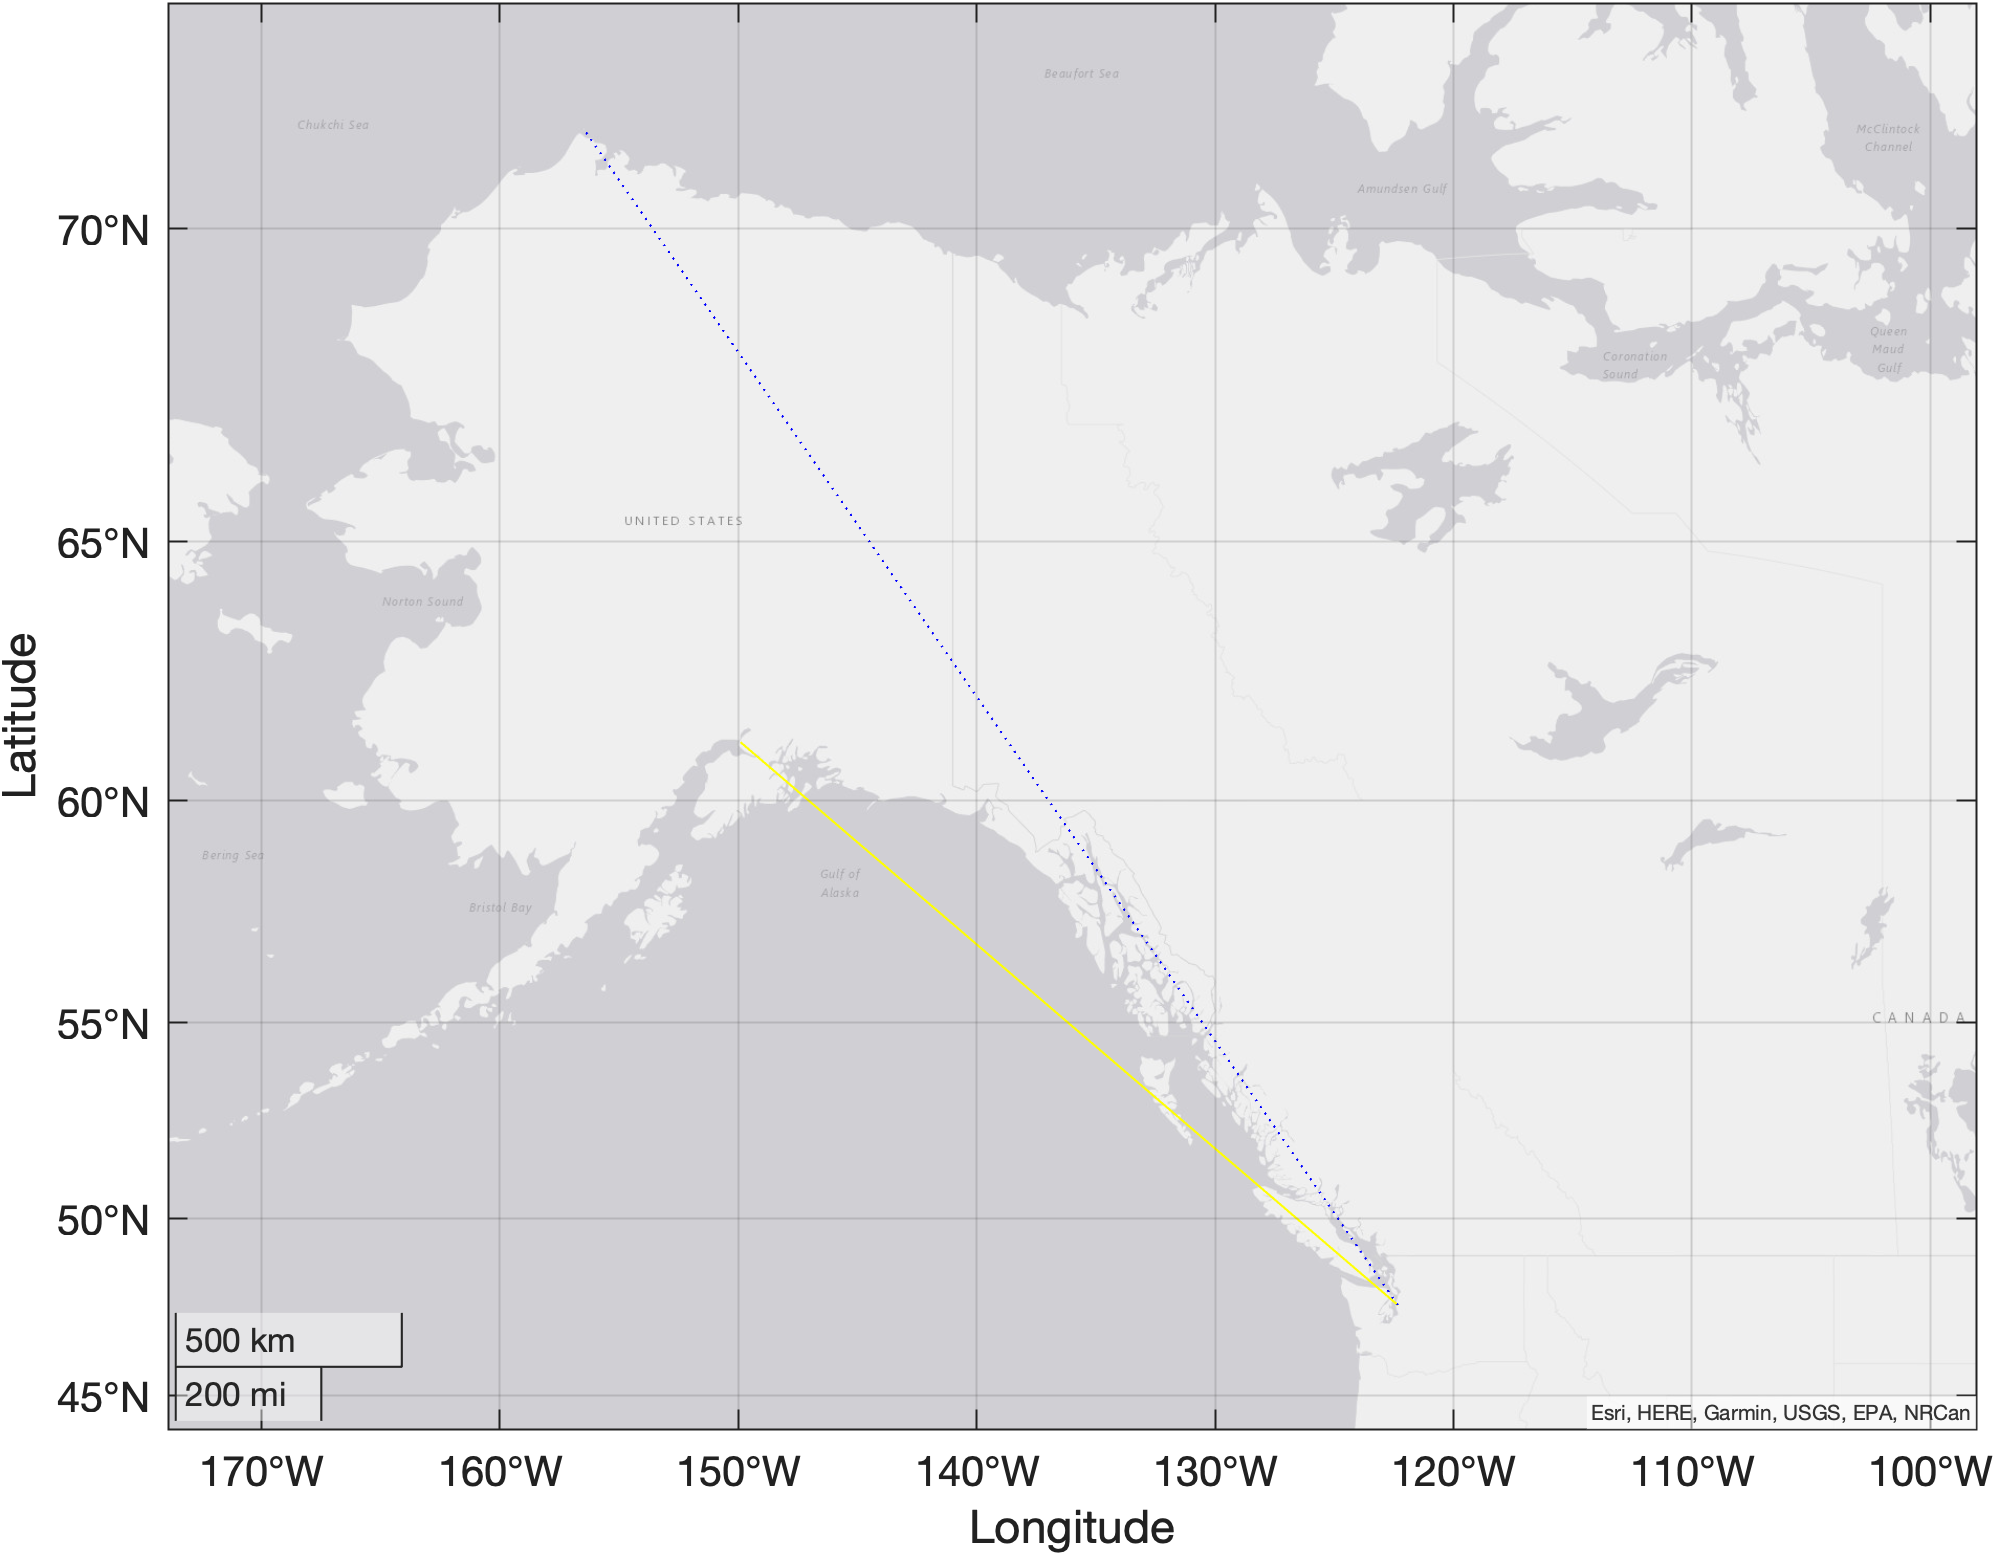 Beaufort Sea
Chukchi Sea
McClintock
Channel
Amundsen Gulf
70°N
Queen
Maud
Gulf
Coronation
Sound
UNITED STATES
65°N
Norton Sound
Latitude
60°N
Bering Sea
Gulf of
Alaska
Bristol Bay
55°N
CANADA
50°N
500 km
200 mi
45°N
Esri, HERE, Garmin, USGS, EPA, NRCan
170°W 160°W 150°W 140°W 130°W 120°W 110°W 100°W
Longitude